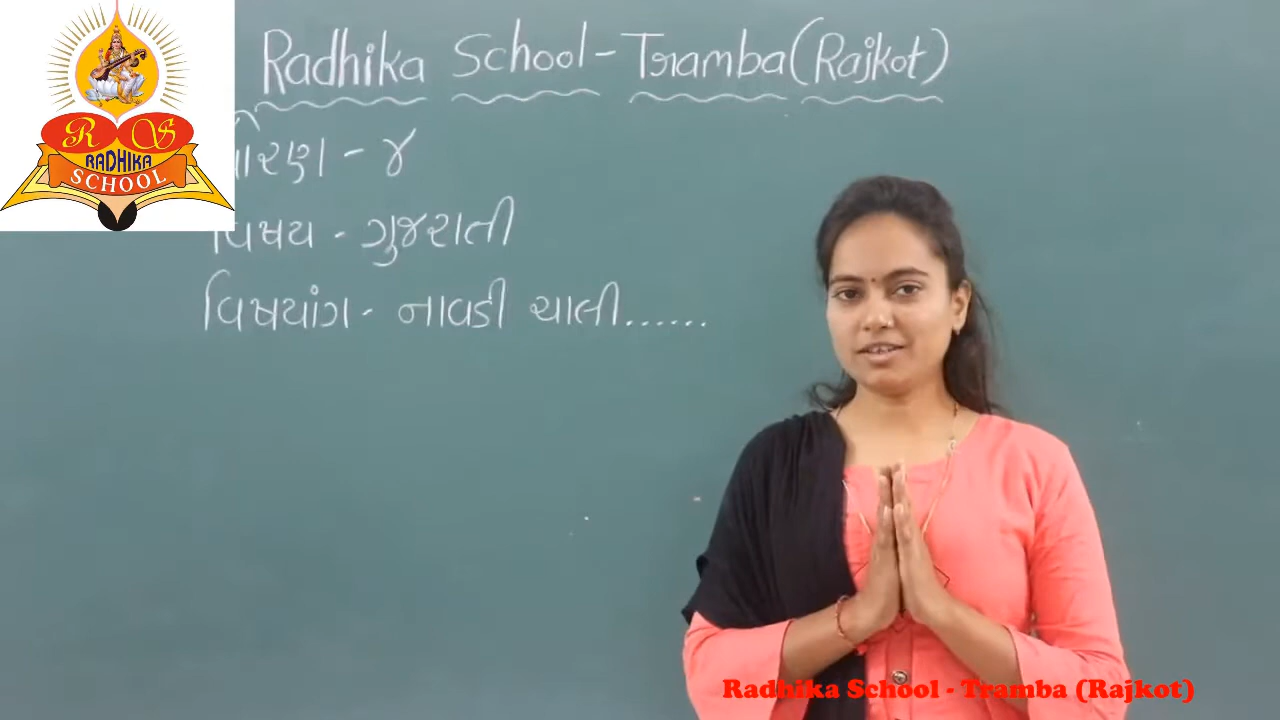 Radhika School - Tramba (Rajkot)
ધોરણ - ૪
વિષય - ગુજરાતી
વિષયાંગ - નાવડી ચાલી......
R S
RADHIKA
SCHOOL
Radhika School - Tramba (Rajkot)